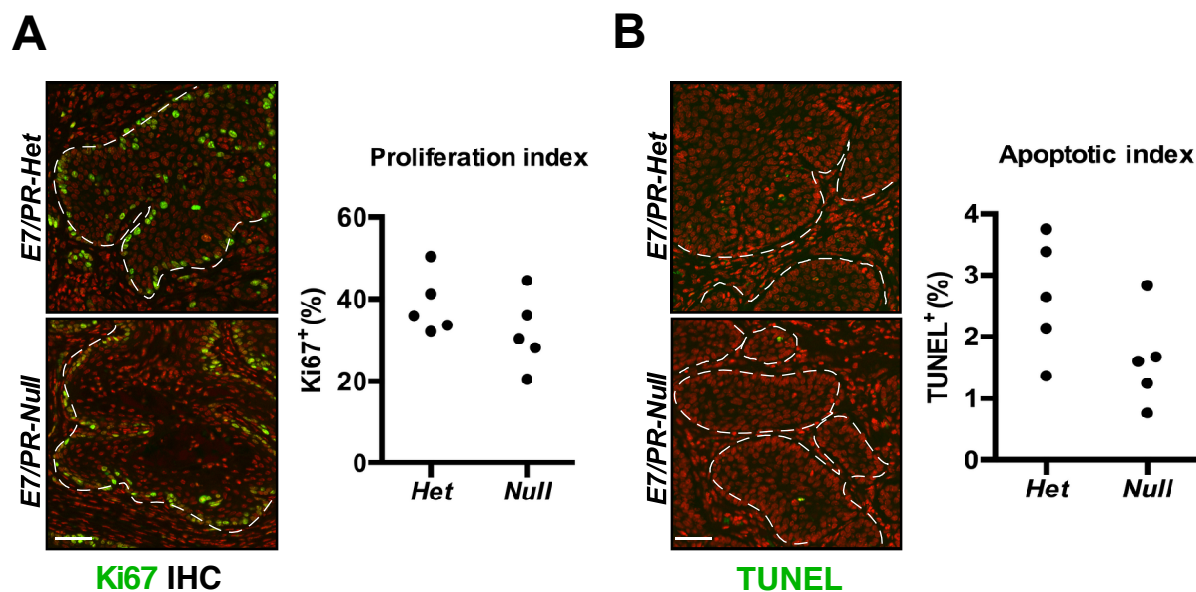 A
B
E7/PR-Het
E7/PR-Null
Ki67 IHC
Proliferation index
Ki67+ (%)
60
40
20
0
Het Null
E7/PR-Het
E7/PR-Null
TUNEL
Apoptotic index
TUNEL+ (%)
4
3
2
1
0
Het Null